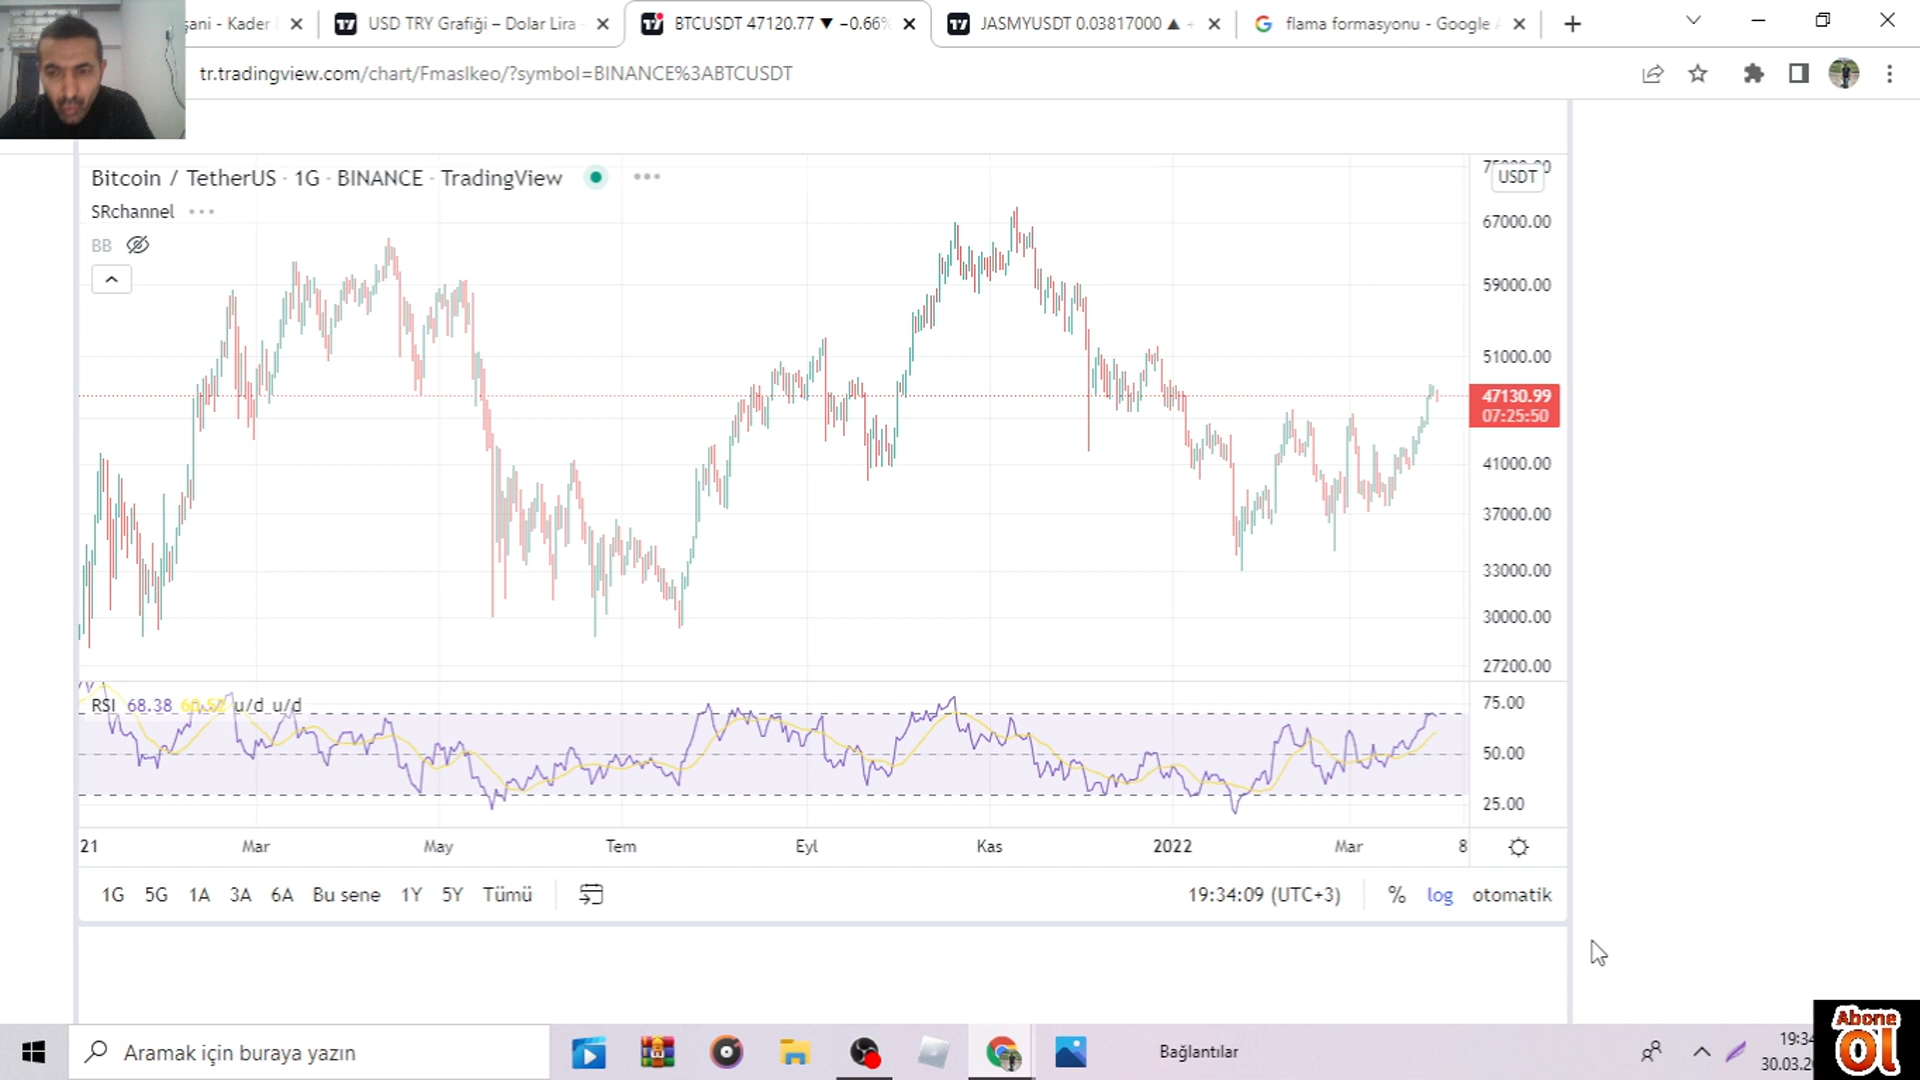 şani - Kader
USD TRY Grafiği – Dolar Lira
BTCUSDT 47120.77 ▼ −0.66%
JASMYUSDT 0.03817000 ▲
flama formasyonu - Google
tr.tradingview.com/chart/Fmaslkeo/?symbol=BINANCE%3ABTCUSDT
Bitcoin / TetherUS · 1G · BINANCE · TradingView
SRchannel
BB
USDT
67000.00
59000.00
51000.00
47130.99
07:25:50
41000.00
37000.00
33000.00
30000.00
27200.00
RSI 68.38 u/d u/d
75.00
50.00
25.00
21 Mar May Tem Eyl Kas 2022 Mar 8
1G 5G 1A 3A 6A Bu sene 1Y 5Y Tümü
19:34:09 (UTC+3) % log otomatik
Aramak için buraya yazın
Bağlantılar
19:34
30.03.2
Abone
Ol